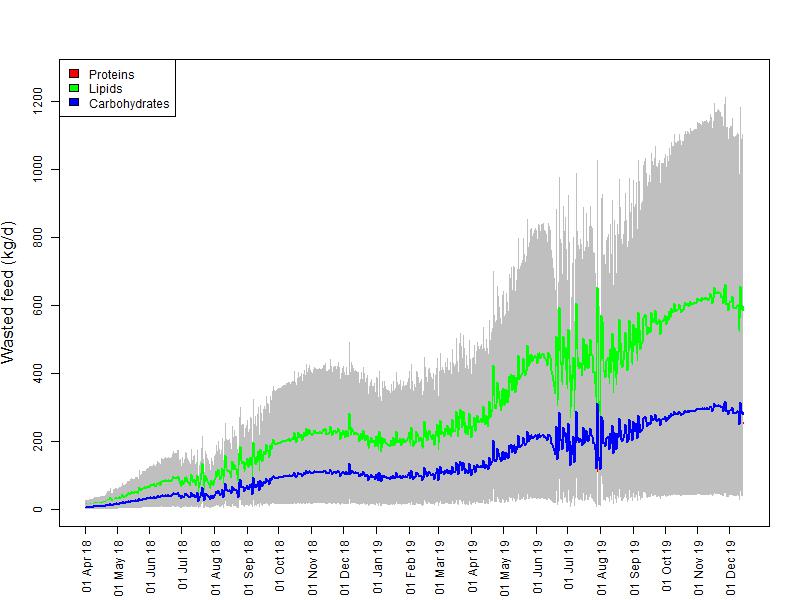 Proteins
Lipids
Carbohydrates
Wasted feed (kg/d)
1200
1000
800
600
400
200
0
01 Apr 18
01 May 18
01 Jun 18
01 Jul 18
01 Aug 18
01 Sep 18
01 Oct 18
01 Nov 18
01 Dec 18
01 Jan 19
01 Feb 19
01 Mar 19
01 Apr 19
01 May 19
01 Jun 19
01 Jul 19
01 Aug 19
01 Sep 19
01 Oct 19
01 Nov 19
01 Dec 19